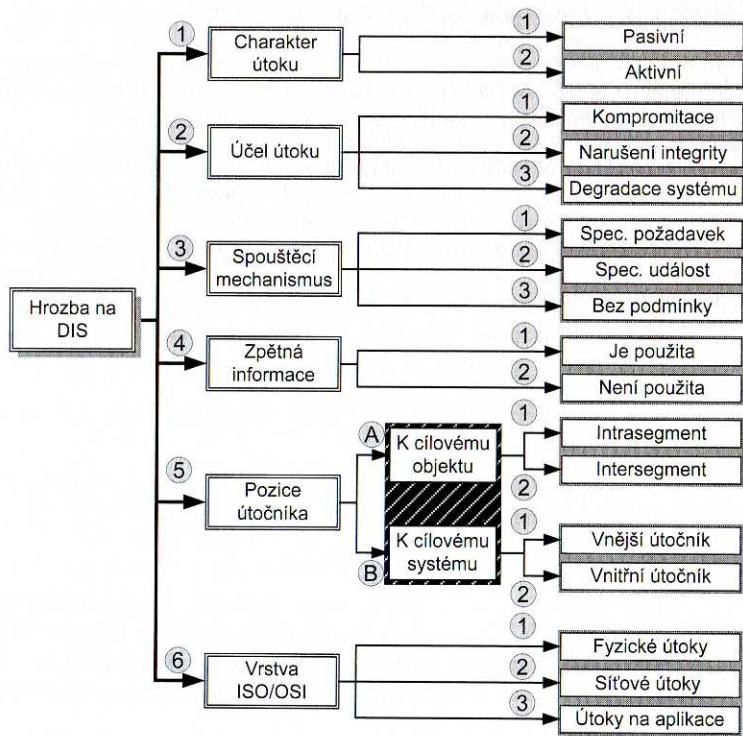 Hrozba na
DIS
1
Charakter
útoku
1
Pasivní
2
Aktivní
2
Účel útoku
1
Kompromitace
2
Narušení integrity
3
Degradace systému
3
Spouštěcí
mechanismus
1
Spec. požadavek
2
Spec. událost
3
Bez podmínky
4
Zpětná
informace
1
Je použita
2
Není použita
5
Pozice
útočníka
A
K cílovému
objektu
1
Intrasegment
Intersegment
2
K cílovému
systému
B
1
Vnější útočník
Vnitřní útočník
2
6
Vrstva
ISO/OSI
1
Fyzické útoky
2
Síťové útoky
3
Útoky na aplikace